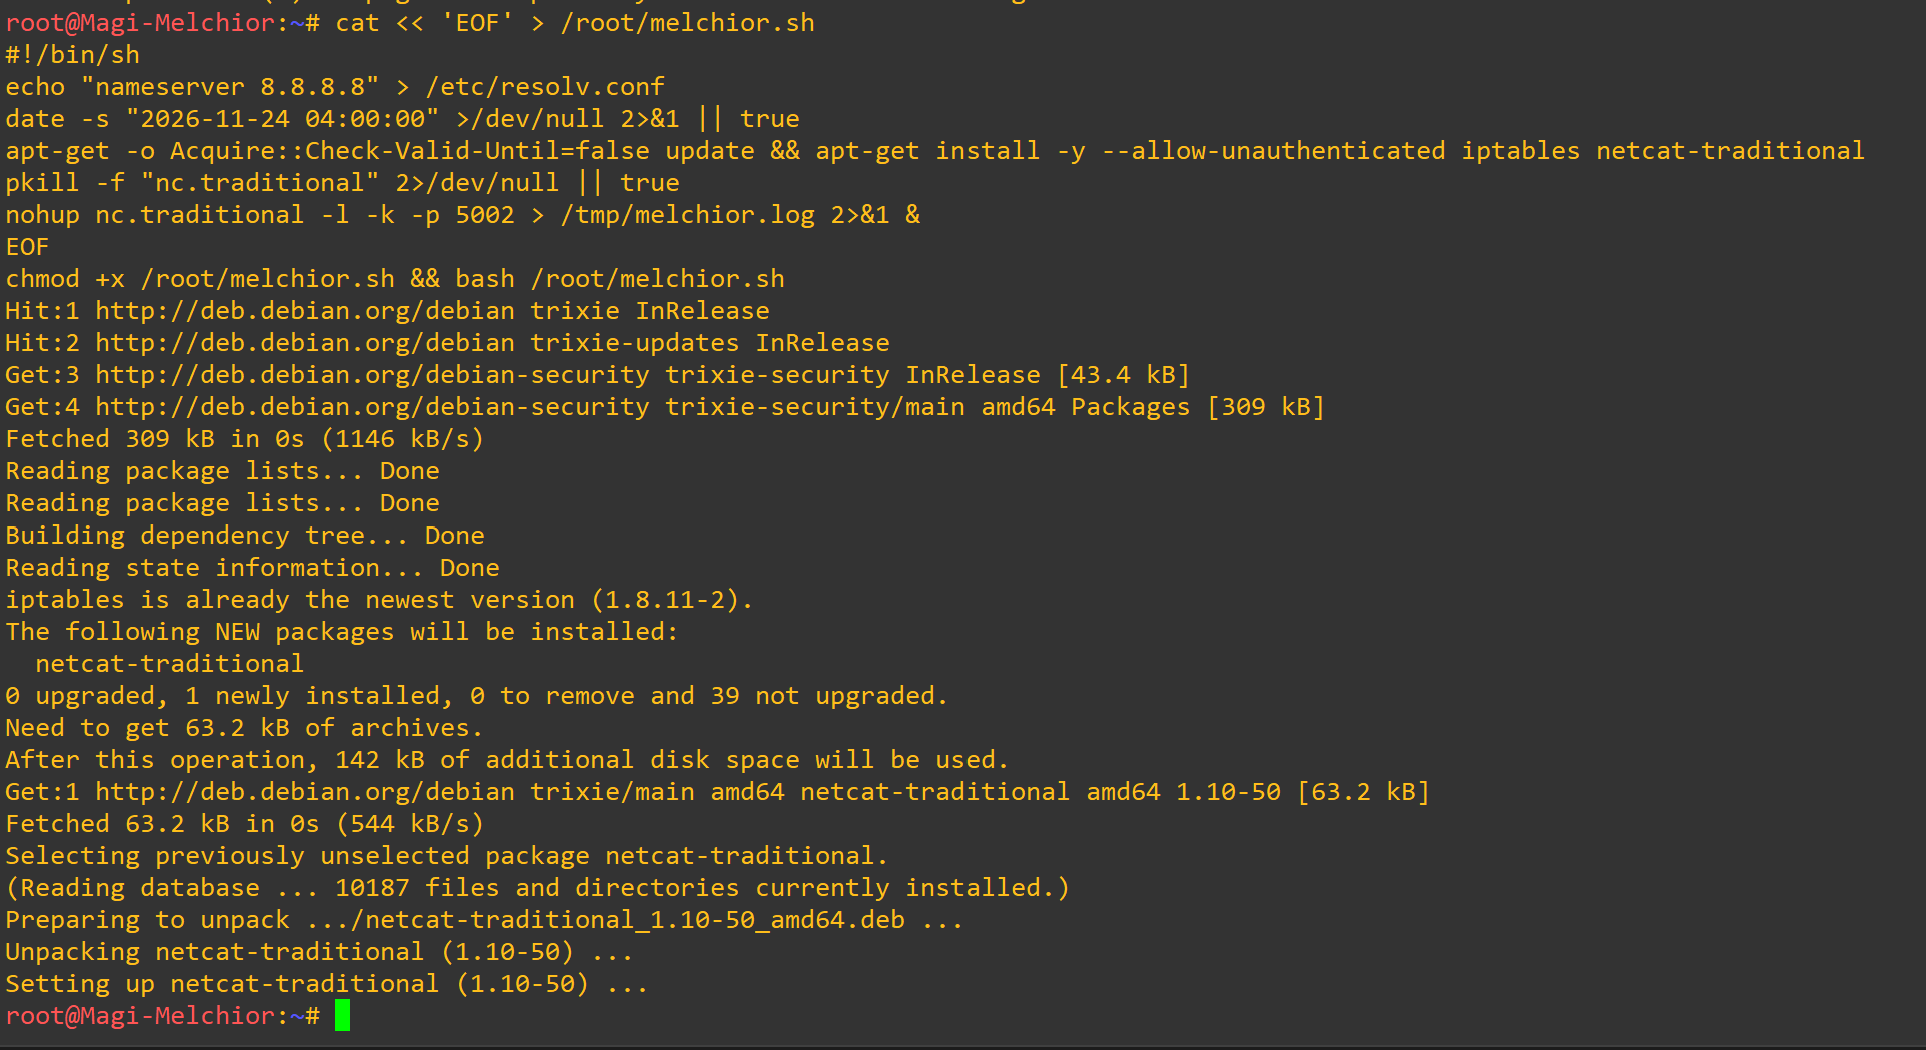 root@Magi-Melchior:~# cat << 'EOF' > /root/melchior.sh
#!/bin/sh
echo "nameserver 8.8.8.8" > /etc/resolv.conf
date -s "2026-11-24 04:00:00" >/dev/null 2>&1 || true
apt-get -o Acquire::Check-Valid-Until=false update && apt-get install -y --allow-unauthenticated iptables netcat-traditional
pkill -f "nc.traditional" 2>/dev/null || true
nohup nc.traditional -l -k -p 5002 > /tmp/melchior.log 2>&1 &
EOF
chmod +x /root/melchior.sh && bash /root/melchior.sh
Hit:1 http://deb.debian.org/debian trixie InRelease
Hit:2 http://deb.debian.org/debian trixie-updates InRelease
Get:3 http://deb.debian.org/debian-security trixie-security InRelease [43.4 kB]
Get:4 http://deb.debian.org/debian-security trixie-security/main amd64 Packages [309 kB]
Fetched 309 kB in 0s (1146 kB/s)
Reading package lists... Done
Reading package lists... Done
Building dependency tree... Done
Reading state information... Done
iptables is already the newest version (1.8.11-2).
The following NEW packages will be installed:
  netcat-traditional
0 upgraded, 1 newly installed, 0 to remove and 39 not upgraded.
Need to get 63.2 kB of archives.
After this operation, 142 kB of additional disk space will be used.
Get:1 http://deb.debian.org/debian trixie/main amd64 netcat-traditional amd64 1.10-50 [63.2 kB]
Fetched 63.2 kB in 0s (544 kB/s)
Selecting previously unselected package netcat-traditional.
(Reading database ... 10187 files and directories currently installed.)
Preparing to unpack .../netcat-traditional_1.10-50_amd64.deb ...
Unpacking netcat-traditional (1.10-50) ...
Setting up netcat-traditional (1.10-50) ...
root@Magi-Melchior:~#